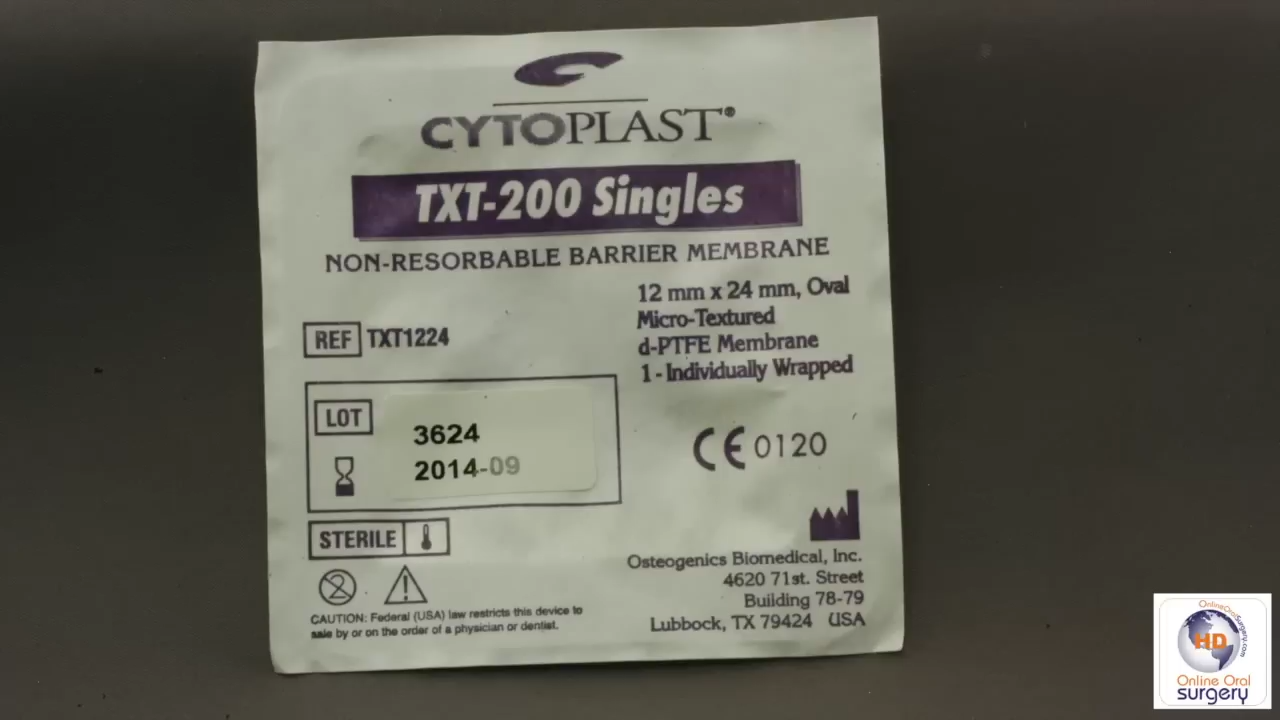 CYTOPLAST®
TXT-200 Singles
NON-RESORBABLE BARRIER MEMBRANE
12 mm x 24 mm, Oval
Micro-Textured
d-PTFE Membrane
1 - Individually Wrapped
REF TXT1224
LOT 3624
2014-09
CE 0120
STERILE
2
CAUTION: Federal (USA) law restricts this device to
sale by or on the order of a physician or dentist.
Osteogenics Biomedical, Inc.
4620 71st. Street
Building 78-79
Lubbock, TX 79424 USA
OnlineOralSurgery.com
HD
Online Oral
surgery